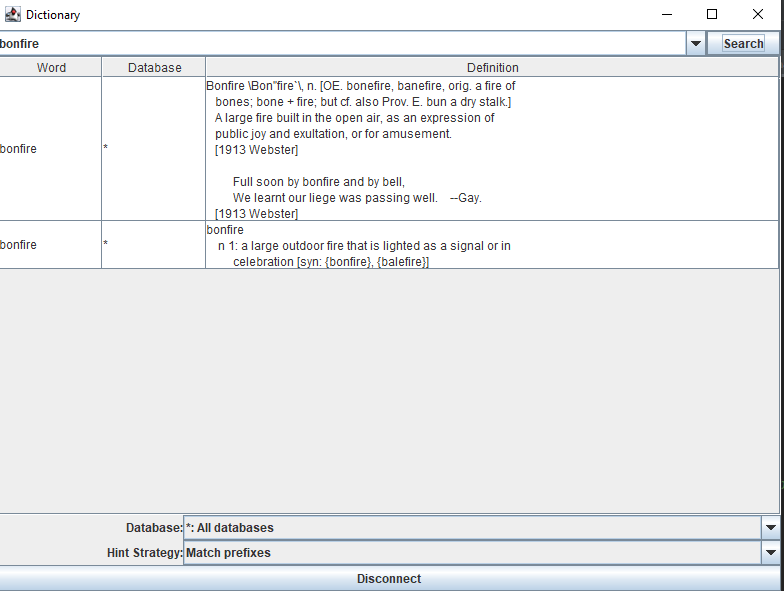 Dictionary
bonfire
Search
Word Database Definition
Bonfire \Bon"fire`\, n. [OE. bonefire, banefire, orig. a fire of
bones; bone + fire; but cf. also Prov. E. bun a dry stalk.]
A large fire built in the open air, as an expression of
public joy and exultation, or for amusement.
bonfire *
[1913 Webster]
Full soon by bonfire and by bell,
We learnt our liege was passing well. --Gay.
[1913 Webster]
bonfire
bonfire *
n 1: a large outdoor fire that is lighted as a signal or in
celebration [syn: {bonfire}, {balefire}]
Database: *: All databases
Hint Strategy: Match prefixes
Disconnect